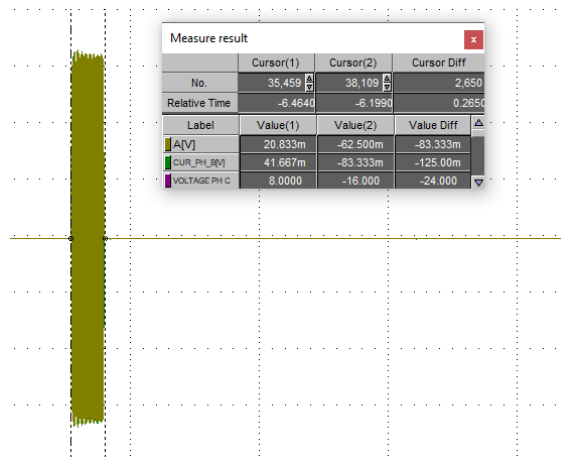 Measure result
x
Cursor(1) Cursor(2) Cursor Diff
No. 35,459 38,109 2,650
Relative Time -6.4640 -6.1990 0.2650
Label Value(1) Value(2) Value Diff
A[V] 20.833m -62.500m -83.333m
CUR_PH_B[V] 41.667m -83.333m -125.00m
VOLTAGE PH C 8.0000 -16.000 -24.000